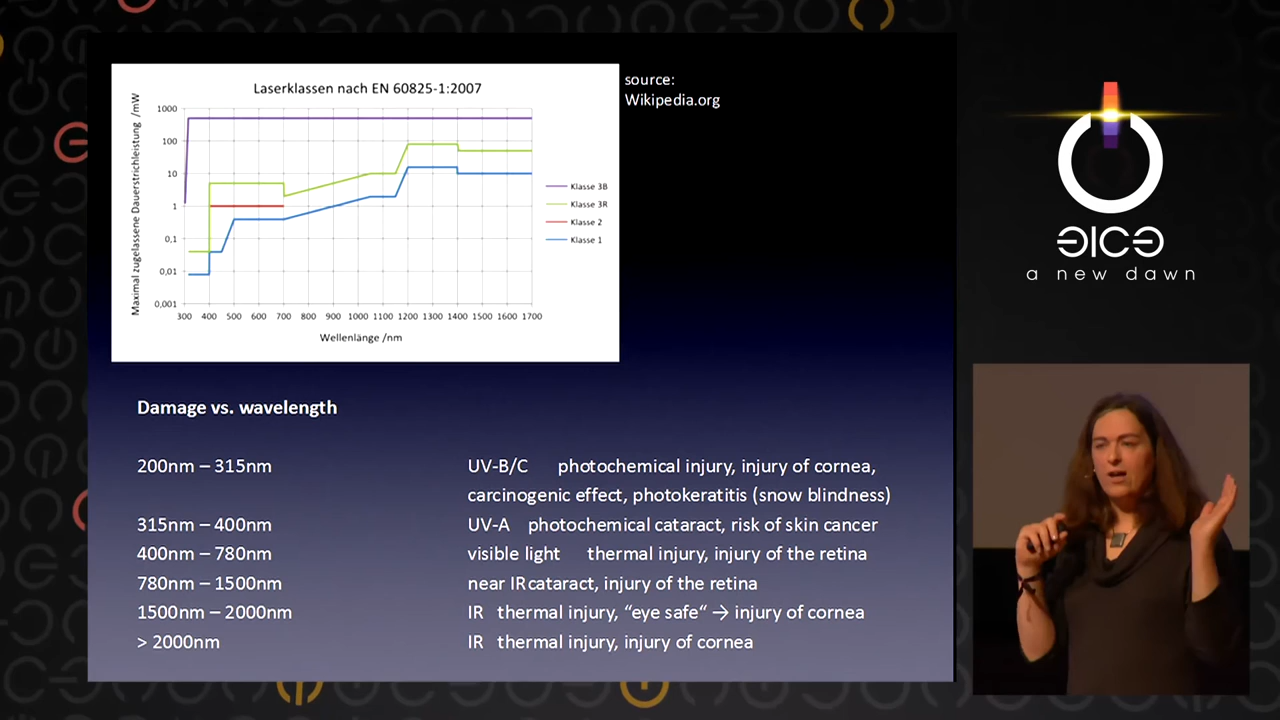 Laserklassen nach EN 60825-1:2007
Maximal zugelassene Dauerstrichleistung /mW
1000
100
10
1
0,1
0,01
0,001
300 400 500 600 700 800 900 1000 1100 1200 1300 1400 1500 1600 1700
Wellenlänge /nm
Klasse 3B
Klasse 3R
Klasse 2
Klasse 1
source:
Wikipedia.org
Damage vs. wavelength
200nm – 315nm UV-B/C photochemical injury, injury of cornea,
carcinogenic effect, photokeratitis (snow blindness)
315nm – 400nm UV-A photochemical cataract, risk of skin cancer
400nm – 780nm visible light thermal injury, injury of the retina
780nm – 1500nm near IRcataract, injury of the retina
1500nm – 2000nm IR thermal injury, “eye safe“ → injury of cornea
> 2000nm IR thermal injury, injury of cornea
a new dawn